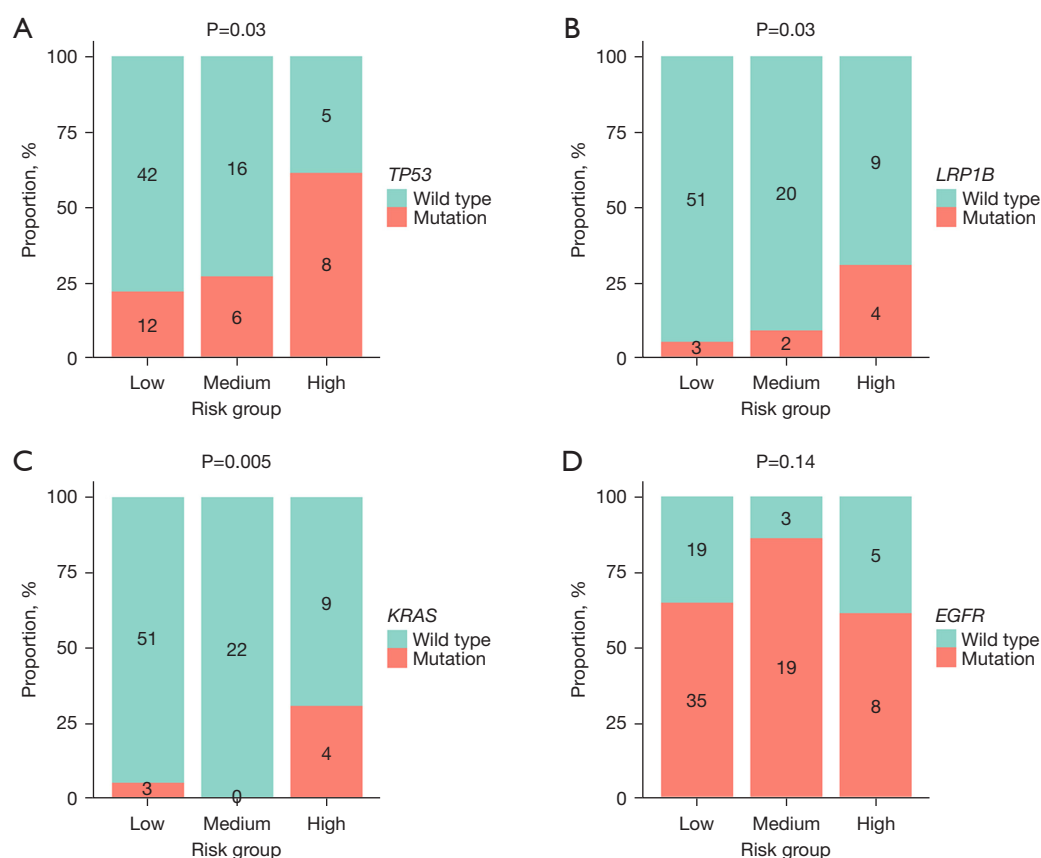 A
P=0.03
100
75
50
25
0
Proportion, %
42
16
5
12
6
8
Low Medium High
Risk group
TP53
Wild type
Mutation
B
P=0.03
100
75
50
25
0
Proportion, %
51
20
9
3
2
4
Low Medium High
Risk group
LRP1B
Wild type
Mutation
C
P=0.005
100
75
50
25
0
Proportion, %
51
22
9
3
0
4
Low Medium High
Risk group
KRAS
Wild type
Mutation
D
P=0.14
100
75
50
25
0
Proportion, %
19
3
5
35
19
8
Low Medium High
Risk group
EGFR
Wild type
Mutation